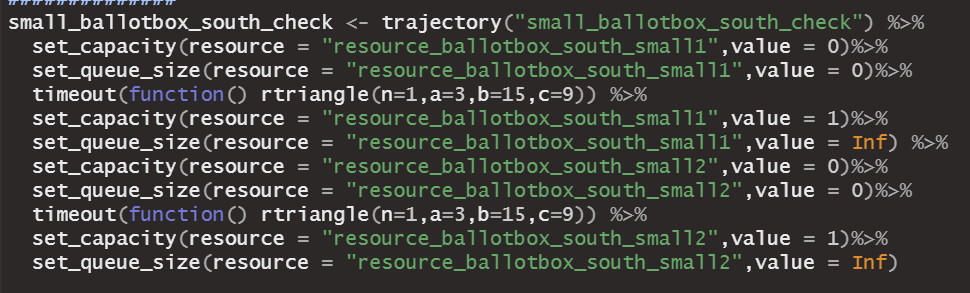 ##############
small_ballotbox_south_check <- trajectory("small_ballotbox_south_check") %>%
  set_capacity(resource = "resource_ballotbox_south_small1",value = 0)%>%
  set_queue_size(resource = "resource_ballotbox_south_small1",value = 0)%>%
  timeout(function() rtriangle(n=1,a=3,b=15,c=9)) %>%
  set_capacity(resource = "resource_ballotbox_south_small1",value = 1)%>%
  set_queue_size(resource = "resource_ballotbox_south_small1",value = Inf) %>%
  set_capacity(resource = "resource_ballotbox_south_small2",value = 0)%>%
  set_queue_size(resource = "resource_ballotbox_south_small2",value = 0)%>%
  timeout(function() rtriangle(n=1,a=3,b=15,c=9)) %>%
  set_capacity(resource = "resource_ballotbox_south_small2",value = 1)%>%
  set_queue_size(resource = "resource_ballotbox_south_small2",value = Inf)